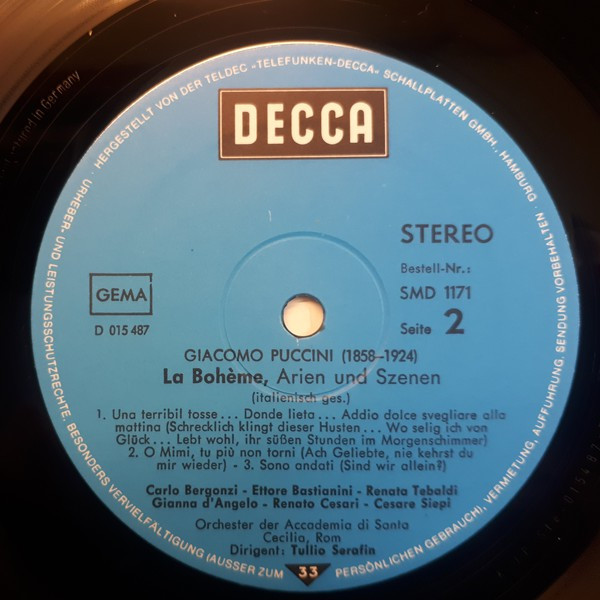 URHEBER- UND LEISTUNGSSCHUTZRECHTE. BESONDERS VERVIELFÄLTIGUNG (AUSSER ZUM PERSÖNLICHEN GEBRAUCH), VERMIETUNG, AUFFÜHRUNG, SENDUNG VORBEHALTEN · HERGESTELLT VON DER TELDEC »TELEFUNKEN-DECCA« SCHALLPLATTEN GMBH., HAMBURG
in Germany
DECCA
STEREO
Bestell-Nr.:
SMD 1171
Seite 2
GEMA
D 015 487
GIACOMO PUCCINI (1858–1924)
La Bohème, Arien und Szenen
(italienisch ges.)
1. Una terribil tosse ... Donde lieta ... Addio dolce svegliare alla
mattina (Schrecklich klingt dieser Husten ... Wo selig ich von
Glück ... Lebt wohl, ihr süßen Stunden im Morgenschimmer)
2. O Mimi, tu più non torni (Ach Geliebte, nie kehrst du
mir wieder) - 3. Sono andati (Sind wir allein?)
Carlo Bergonzi - Ettore Bastianini - Renata Tebaldi
Gianna d'Angelo - Renato Cesari - Cesare Siepi
Orchester der Accademia di Santa
Cecilia, Rom
Dirigent: Tullio Serafin
33